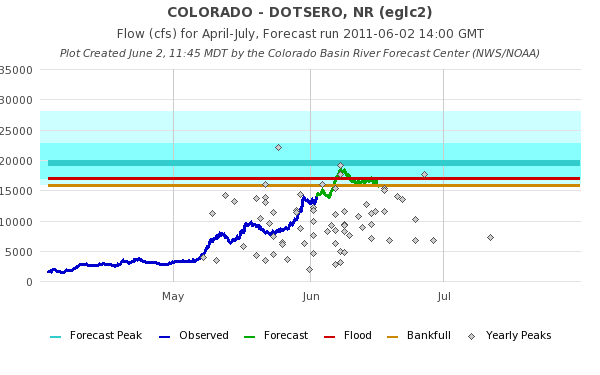 COLORADO - DOTSERO, NR (eglc2)
Flow (cfs) for April-July, Forecast run 2011-06-02 14:00 GMT
Plot Created June 2, 11:45 MDT by the Colorado Basin River Forecast Center (NWS/NOAA)
35000
30000
25000
20000
15000
10000
5000
0
May Jun Jul
Forecast Peak Observed Forecast Flood Bankfull Yearly Peaks